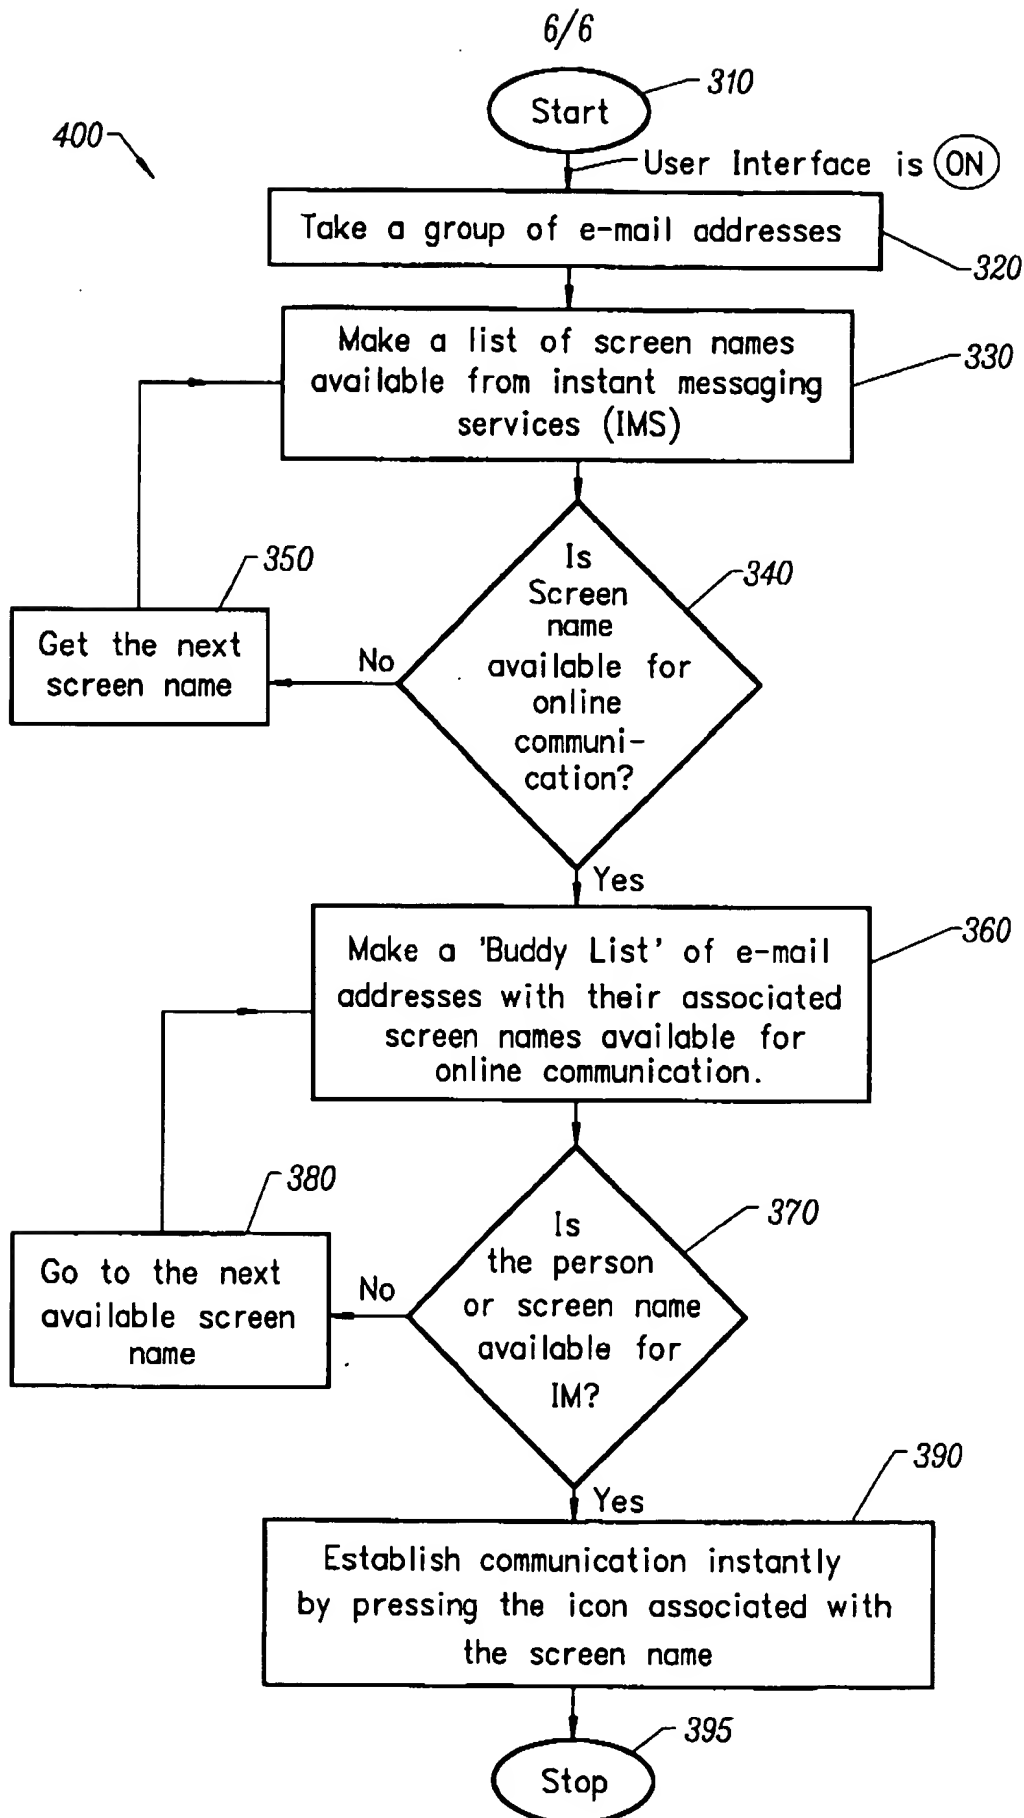 6/6
310
Start
400
User Interface is ON
Take a group of e-mail addresses
320
Make a list of screen names
available from instant messaging
services (IMS)
330
350
Is
Screen
name
available for
online
communi-
cation?
340
Get the next
screen name
No
Yes
360
Make a 'Buddy List' of e-mail
addresses with their associated
screen names available for
online communication.
380
Is
the person
or screen name
available for
IM?
370
Go to the next
available screen
name
No
Yes
390
Establish communication instantly
by pressing the icon associated with
the screen name
395
Stop